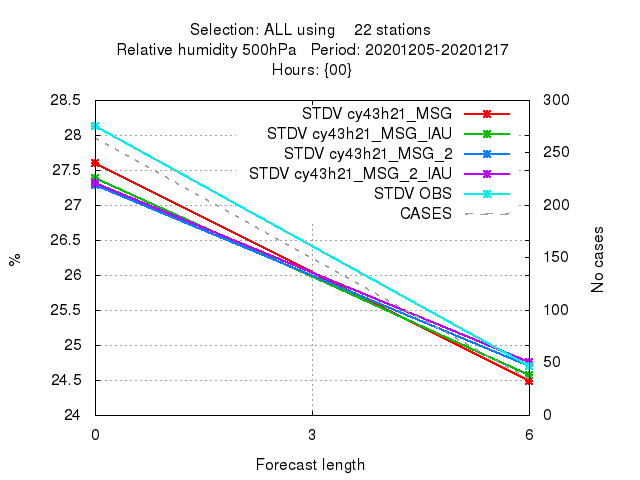 Selection: ALL using 22 stations
Relative humidity 500hPa Period: 20201205-20201217
Hours: {00}
28.5
28
27.5
27
26.5
26
25.5
25
24.5
24
%
STDV cy43h21_MSG
STDV cy43h21_MSG_IAU
STDV cy43h21_MSG_2
STDV cy43h21_MSG_2_IAU
STDV OBS
CASES
300
250
200
150
100
50
0
No cases
0 3 6
Forecast length